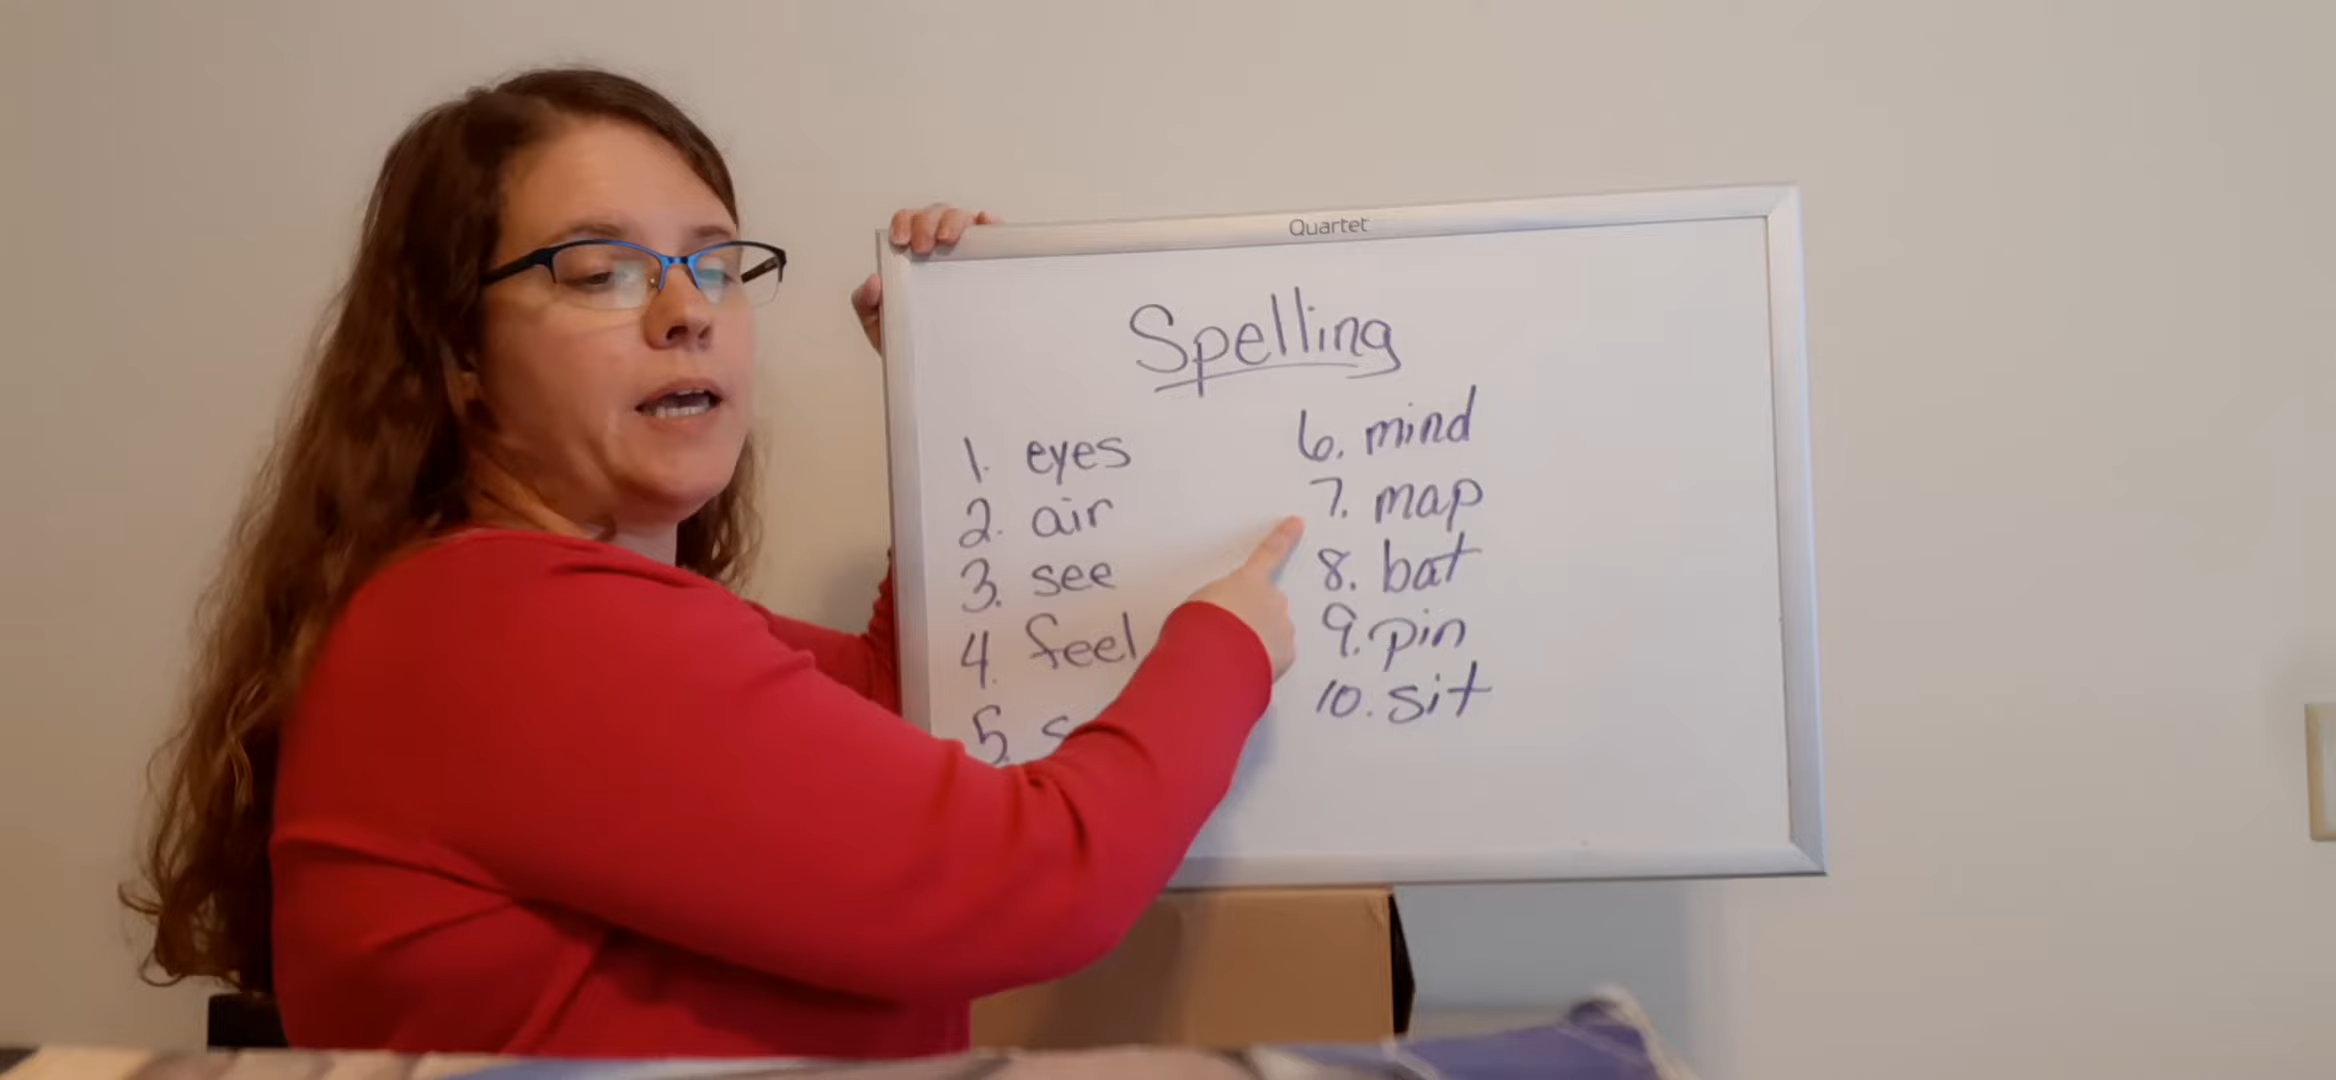 Quartet
Spelling
1. eyes
2. air
3. see
4. feel
5.
6. mind
7. map
8. bat
9. pin
10. sit